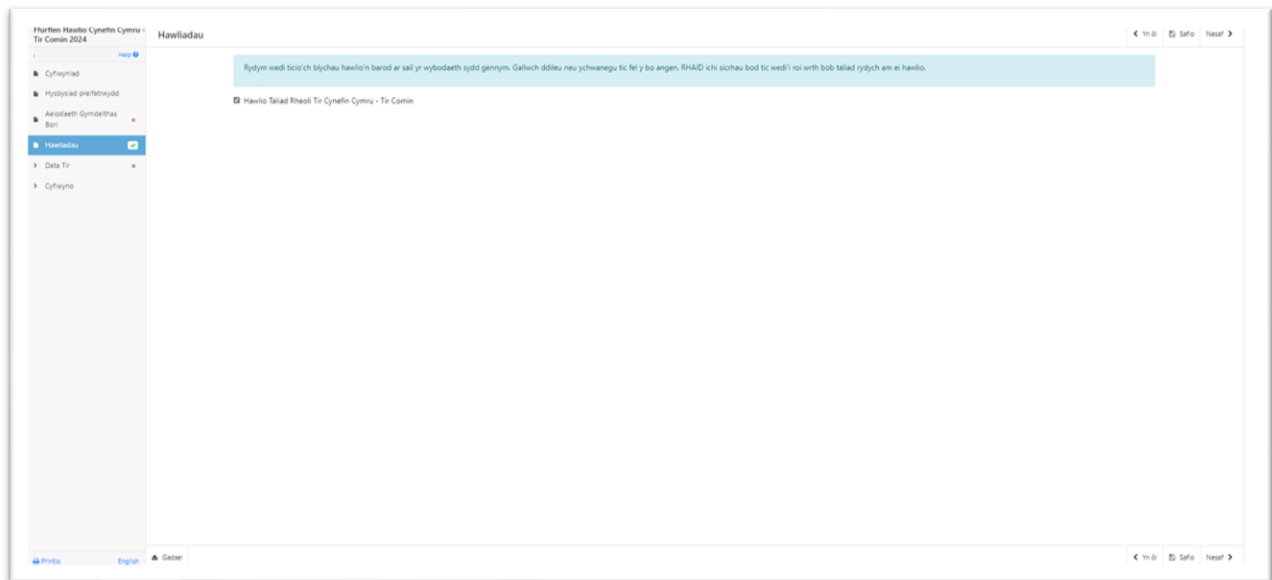 Ffurflen Hawlio Cynefin Cymru -
Tir Comin 2024
Help
Cyflwyniad
Hysbysiad preifatrwydd
Aelodaeth Gymdeithas
Bori
Hawliadau
Data Tir
Cyflwyno
Printio
English
Hawliadau
Yn ôl
Safio
Nesaf
Rydym wedi ticio'ch blychau hawlio'n barod ar sail yr wybodaeth sydd gennym. Gallwch ddileu neu ychwanegu tic fel y bo angen. RHAID ichi sicrhau bod tic wedi'i roi wrth bob taliad rydych am ei hawlio.
Hawlio Taliad Rheoli Tir Cynefin Cymru - Tir Comin
Gadael
Yn ôl
Safio
Nesaf